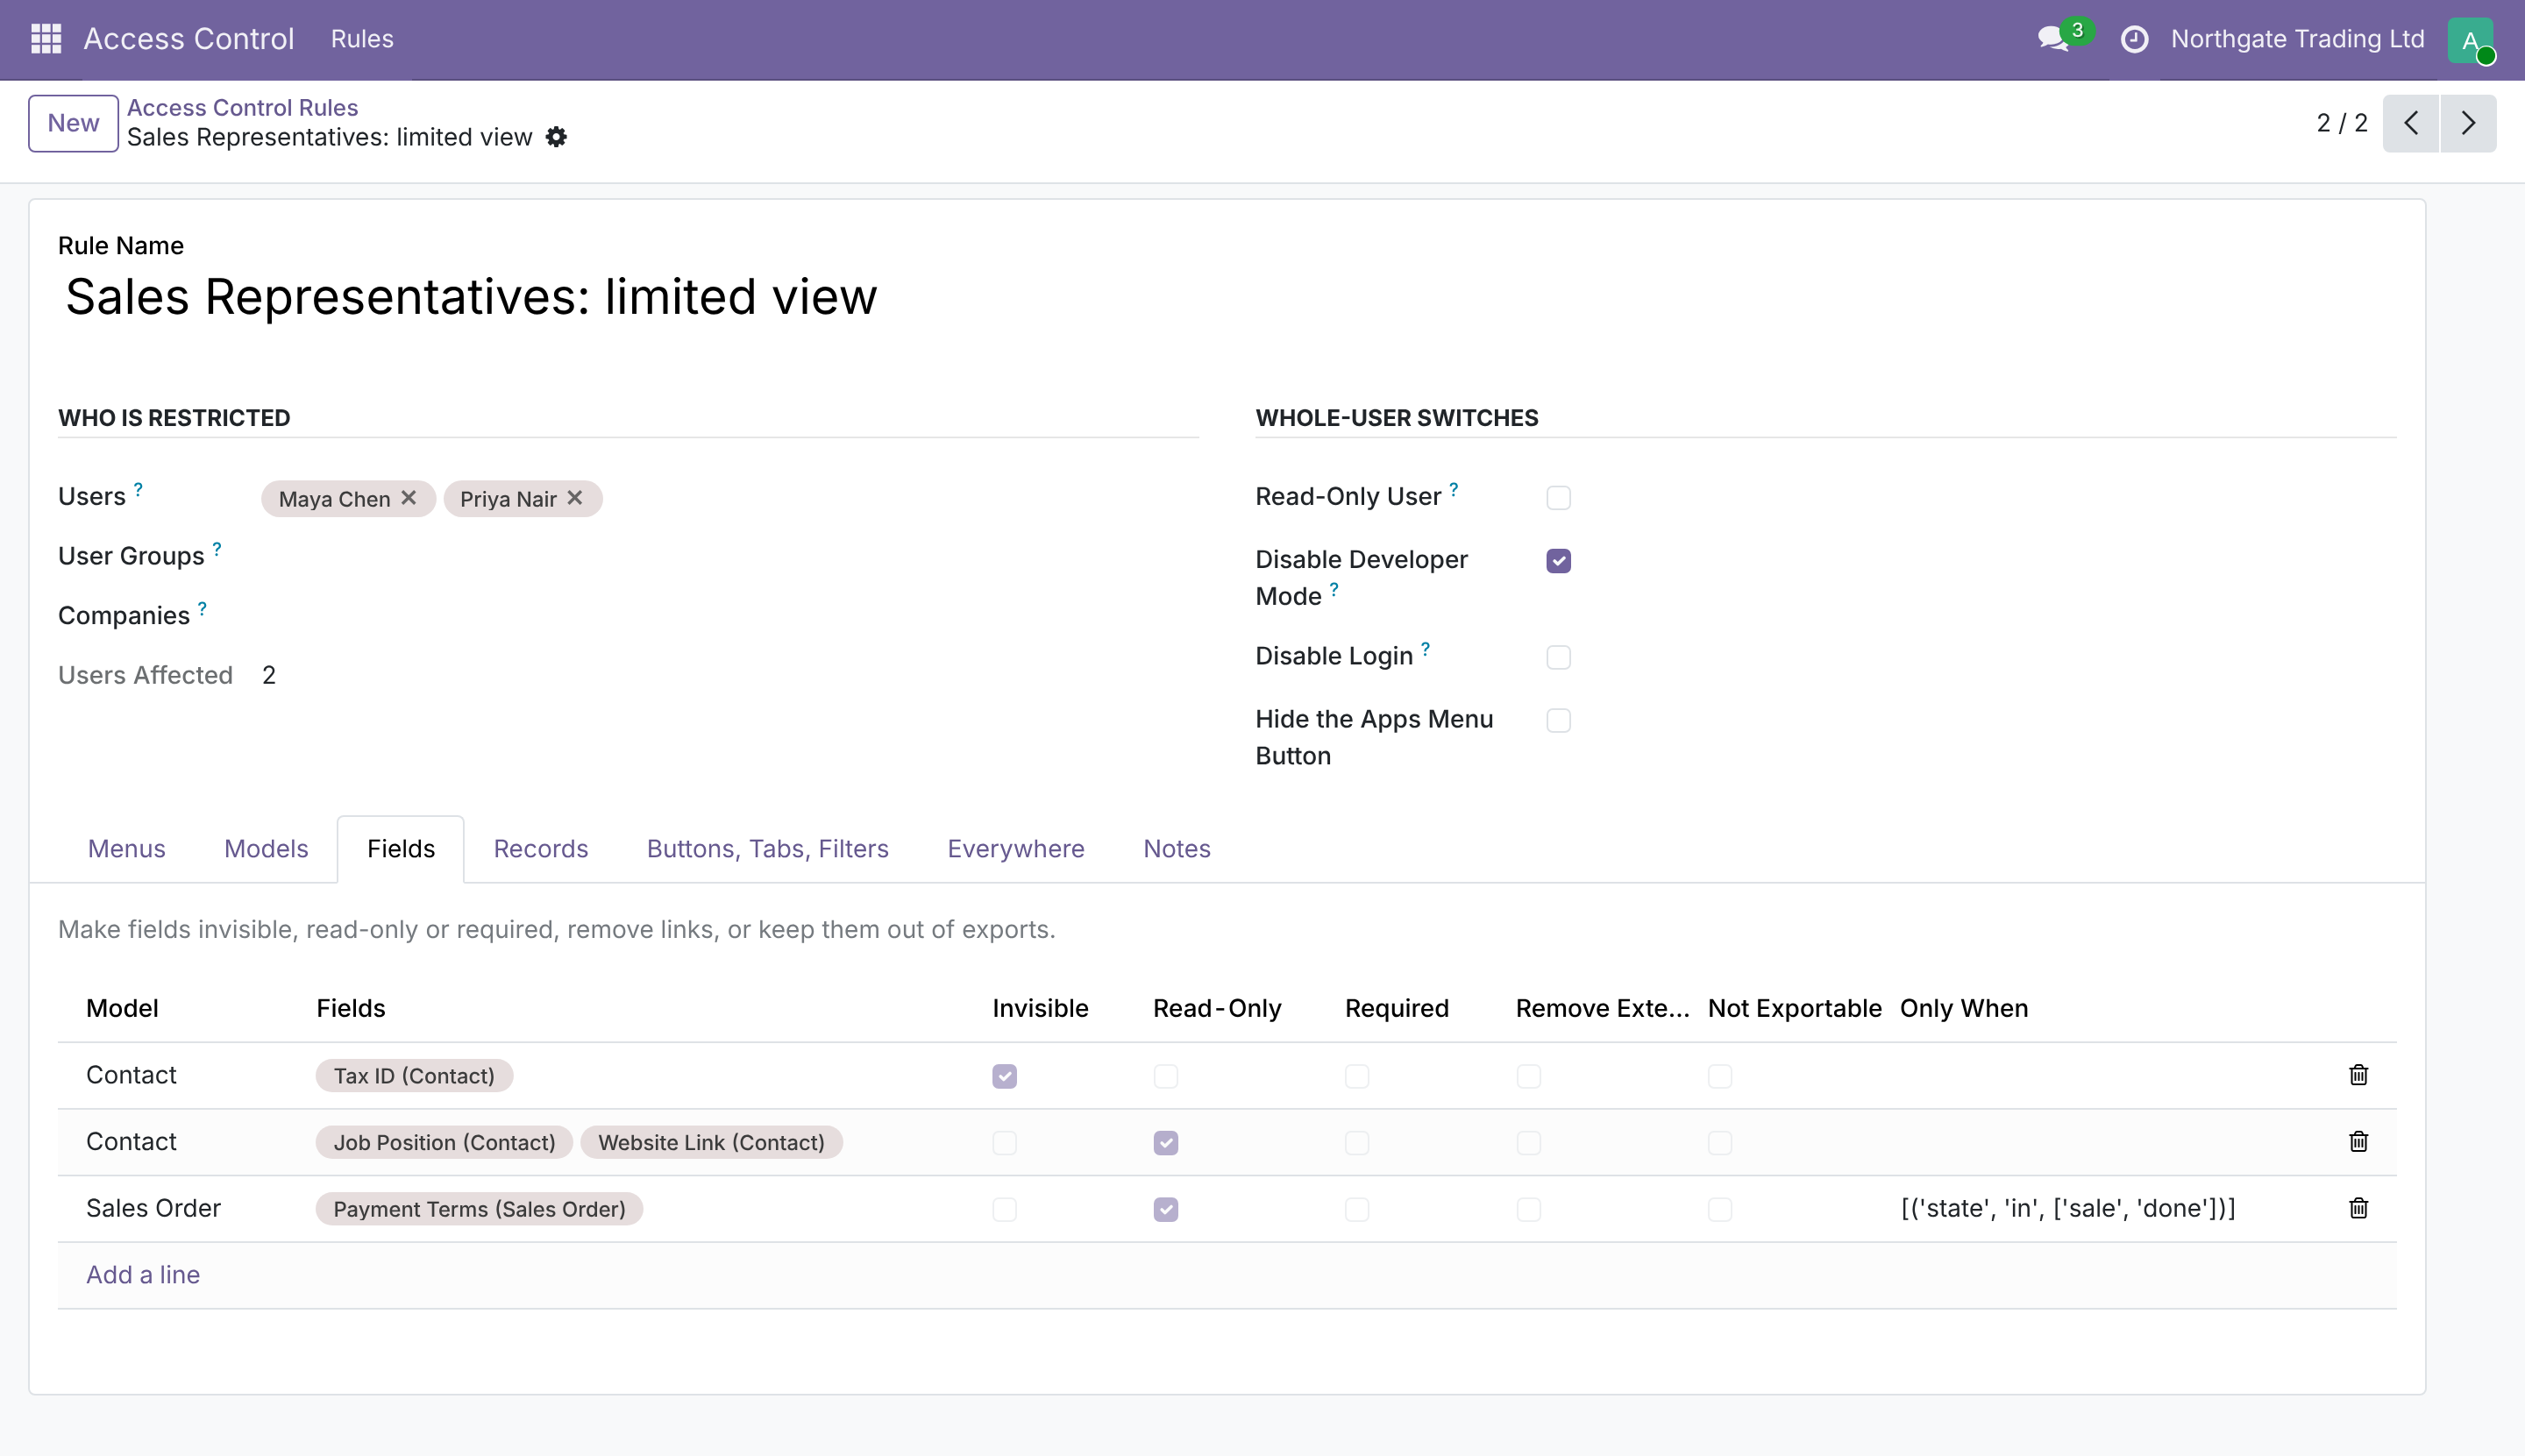 Access Control Rules 3 Northgate Trading Ltd A
New Access Control Rules
Sales Representatives: limited view 2 / 2
Rule Name
Sales Representatives: limited view
WHO IS RESTRICTED
Users ? Maya Chen Priya Nair
User Groups ?
Companies ?
Users Affected 2
WHOLE-USER SWITCHES
Read-Only User ?
Disable Developer
Mode ?
Disable Login ?
Hide the Apps Menu
Button
Menus Models Fields Records Buttons, Tabs, Filters Everywhere Notes
Make fields invisible, read-only or required, remove links, or keep them out of exports.
Model Fields Invisible Read-Only Required Remove Exte... Not Exportable Only When
Contact Tax ID (Contact)
Contact Job Position (Contact) Website Link (Contact)
Sales Order Payment Terms (Sales Order) [('state', 'in', ['sale', 'done'])]
Add a line